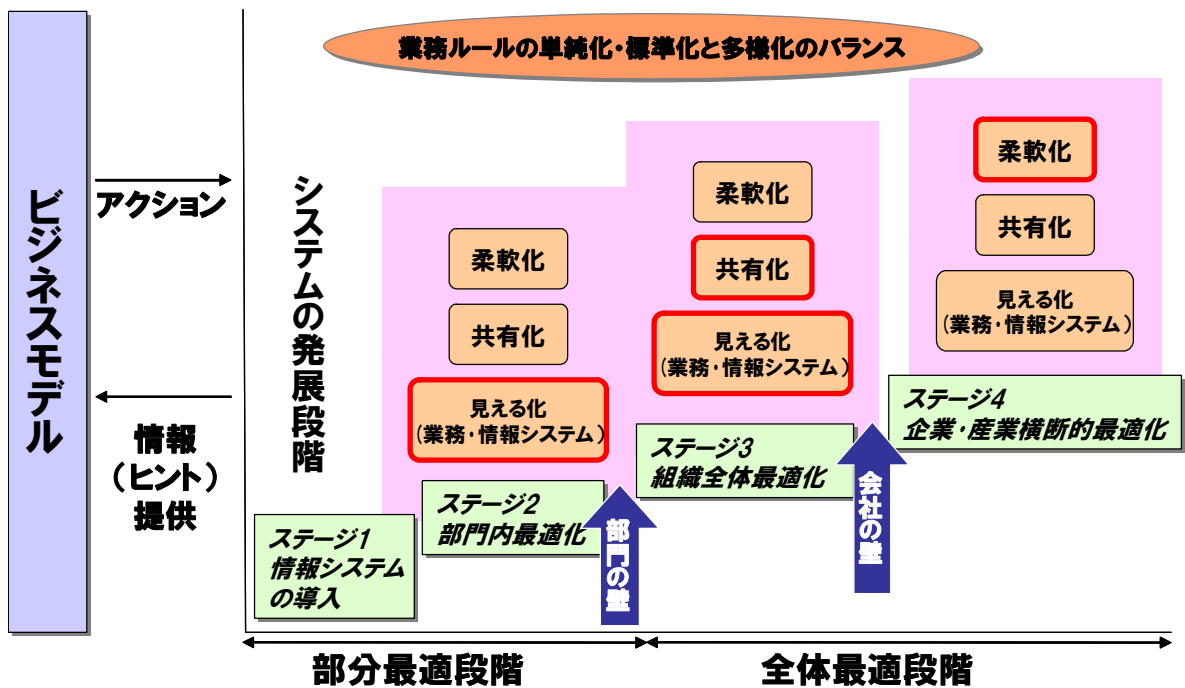 業務ルールの単純化・標準化と多様化のバランス
ビジネスモデル
アクション
情報
（ヒント）
提供
システムの発展段階
柔軟化
共有化
見える化
（業務・情報システム）
柔軟化
共有化
見える化
（業務・情報システム）
柔軟化
共有化
見える化
（業務・情報システム）
ステージ1
情報システム
の導入
ステージ2
部門内最適化
部門の壁
ステージ3
組織全体最適化
会社の壁
ステージ4
企業・産業横断的最適化
部分最適段階
全体最適段階